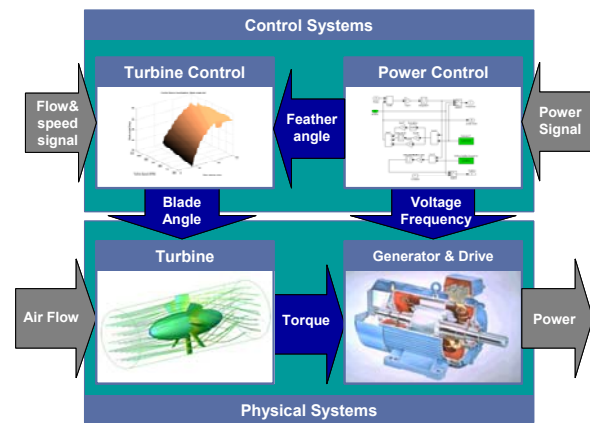 Control Systems
Turbine Control
Power Control
Flow&
speed
signal
Feather
angle
Power
Signal
Blade
Angle
Voltage
Frequency
Turbine
Generator & Drive
Air Flow
Torque
Power
Physical Systems